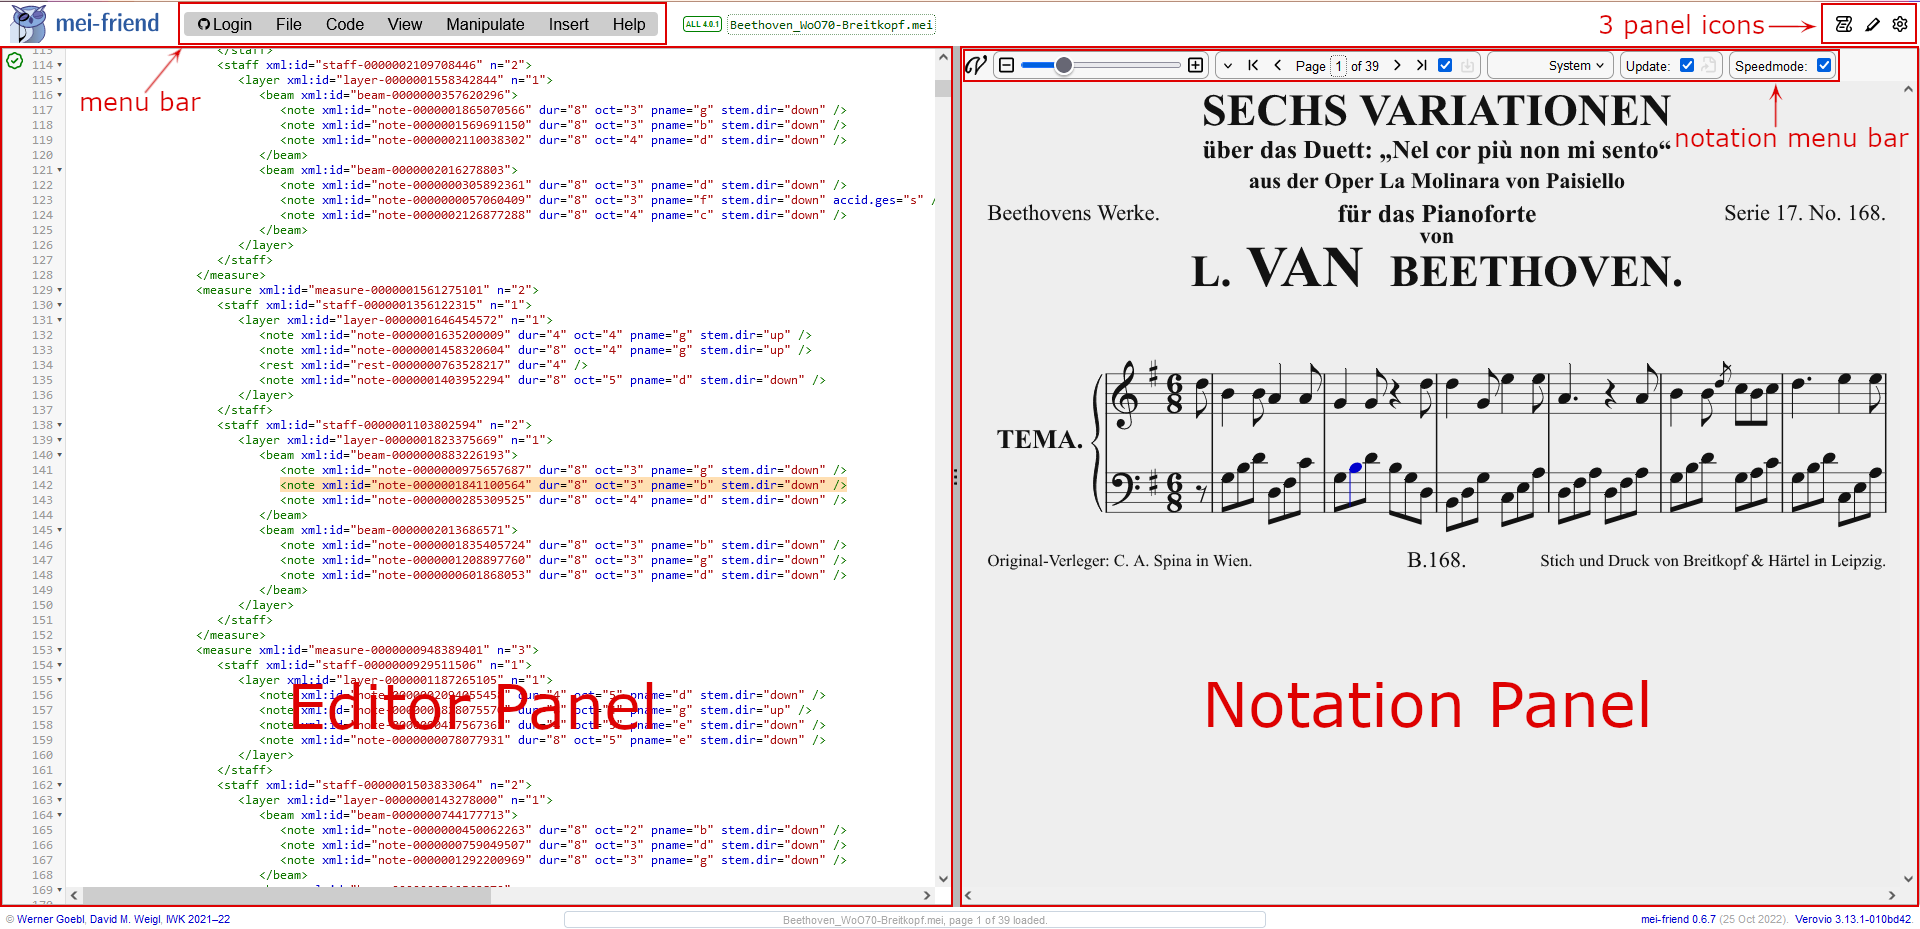 mei-friend
Login File Code View Manipulate Insert Help
ALL 4.0.1
Beethoven_WoO70-Breitkopf.mei
3 panel icons
menu bar
113 </staff>
114 <staff xml:id="staff-0000002109708446" n="2">
115 <layer xml:id="layer-0000001558342844" n="1">
116 <beam xml:id="beam-0000000357620296">
117 <note xml:id="note-0000001865070566" dur="8" oct="3" pname="g" stem.dir="down" />
118 <note xml:id="note-0000001569691150" dur="8" oct="3" pname="b" stem.dir="down" />
119 <note xml:id="note-0000002110038302" dur="8" oct="4" pname="d" stem.dir="down" />
120 </beam>
121 <beam xml:id="beam-0000002016278803">
122 <note xml:id="note-0000000305892361" dur="8" oct="3" pname="d" stem.dir="down" />
123 <note xml:id="note-0000000057060409" dur="8" oct="3" pname="f" stem.dir="down" accid.ges="s" /
124 <note xml:id="note-0000002126877288" dur="8" oct="4" pname="c" stem.dir="down" />
125 </beam>
126 </layer>
127 </staff>
128 </measure>
129 <measure xml:id="measure-0000001561275101" n="2">
130 <staff xml:id="staff-0000001356122315" n="1">
131 <layer xml:id="layer-0000001646454572" n="1">
132 <note xml:id="note-0000001635200009" dur="4" oct="4" pname="g" stem.dir="up" />
133 <note xml:id="note-0000001458320604" dur="8" oct="4" pname="g" stem.dir="up" />
134 <rest xml:id="rest-0000000763528217" dur="4" />
135 <note xml:id="note-0000001403952294" dur="8" oct="5" pname="d" stem.dir="down" />
136 </layer>
137 </staff>
138 <staff xml:id="staff-0000001103802594" n="2">
139 <layer xml:id="layer-0000001823375669" n="1">
140 <beam xml:id="beam-0000000883226193">
141 <note xml:id="note-0000000975657687" dur="8" oct="3" pname="g" stem.dir="down" />
142 <note xml:id="note-0000001841100564" dur="8" oct="3" pname="b" stem.dir="down" />
143 <note xml:id="note-0000000285309525" dur="8" oct="4" pname="d" stem.dir="down" />
144 </beam>
145 <beam xml:id="beam-0000002013686571">
146 <note xml:id="note-0000001835405724" dur="8" oct="3" pname="b" stem.dir="down" />
147 <note xml:id="note-0000001208897760" dur="8" oct="3" pname="g" stem.dir="down" />
148 <note xml:id="note-0000000601868053" dur="8" oct="3" pname="d" stem.dir="down" />
149 </beam>
150 </layer>
151 </staff>
152 </measure>
153 <measure xml:id="measure-0000000948389401" n="3">
154 <staff xml:id="staff-0000000929511506" n="1">
155 <layer xml:id="layer-0000001187265105" n="1">
156 <note "4" pname="d" stem.dir="down" />
157 <note pname="g" stem.dir="up" />
158 <note pname="e" stem.dir="down" />
159 <note xml:id="note-0000000078077931" dur="8" oct="5" pname="e" stem.dir="down" />
160 </layer>
161 </staff>
162 <staff xml:id="staff-0000001503833064" n="2">
163 <layer xml:id="layer-0000000143278000" n="1">
164 <beam xml:id="beam-0000000744177713">
165 <note xml:id="note-0000000450062263" dur="8" oct="2" pname="b" stem.dir="down" />
166 <note xml:id="note-0000000759049507" dur="8" oct="3" pname="d" stem.dir="down" />
167 <note xml:id="note-0000001292200969" dur="8" oct="3" pname="g" stem.dir="down" />
168 </beam>
169
Editor Panel
Page 1 of 39 System Update: Speedmode:
notation menu bar
SECHS VARIATIONEN
über das Duett: „Nel cor più non mi sento“
aus der Oper La Molinara von Paisiello
Beethovens Werke. für das Pianoforte Serie 17. No. 168.
von
L. VAN BEETHOVEN.
TEMA.
6 8
6 8
Original-Verleger: C. A. Spina in Wien. B.168. Stich und Druck von Breitkopf & Härtel in Leipzig.
Notation Panel
© Werner Goebl, David M. Weigl, IWK 2021–22
Beethoven_WoO70-Breitkopf.mei, page 1 of 39 loaded.
mei-friend 0.6.7 (25 Oct 2022). Verovio 3.13.1-010bd42.